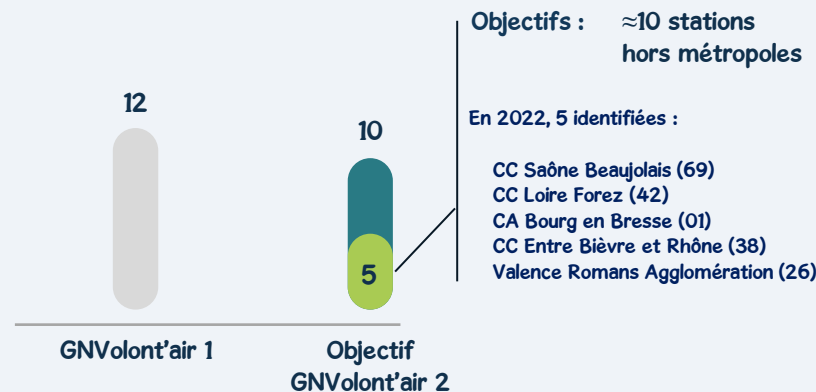 Objectifs : ≈10 stations
hors métropoles
12
10
En 2022, 5 identifiées :
CC Saône Beaujolais (69)
CC Loire Forez (42)
CA Bourg en Bresse (01)
CC Entre Bièvre et Rhône (38)
Valence Romans Agglomération (26)
5
GNVolont'air 1
Objectif
GNVolont'air 2